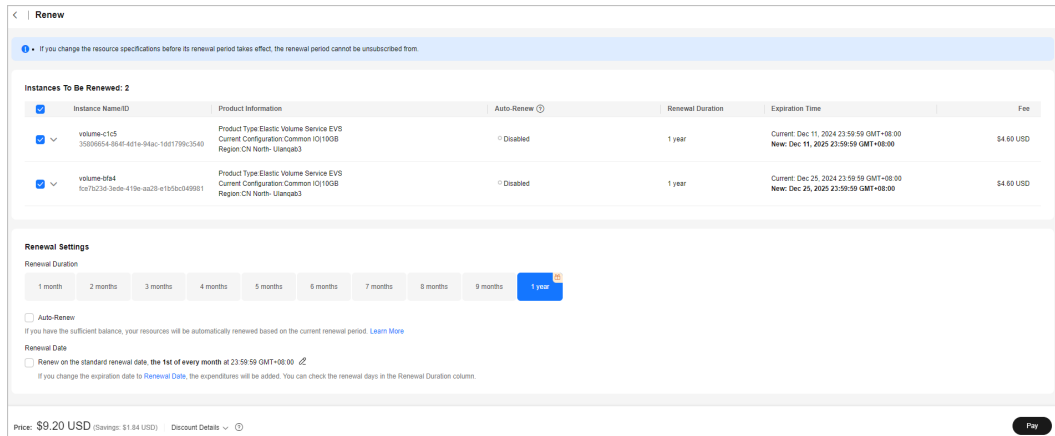 Renew
If you change the resource specifications before its renewal period takes effect, the renewal period cannot be unsubscribed from.
Instances To Be Renewed: 2
Instance Name/ID Product Information Auto-Renew Renewal Duration Expiration Time Fee
volume-c1c5
35806654-864f-4d1e-94ac-1dd1799c3540
Product Type:Elastic Volume Service EVS
Current Configuration:Common IO|10GB
Region:CN North- Ulanqab3
Disabled
1 year
Current: Dec 11, 2024 23:59:59 GMT+08:00
New: Dec 11, 2025 23:59:59 GMT+08:00
$4.60 USD
volume-bfa4
fce7b23d-3ede-419e-aa28-e1b5bc049981
Product Type:Elastic Volume Service EVS
Current Configuration:Common IO|10GB
Region:CN North- Ulanqab3
Disabled
1 year
Current: Dec 25, 2024 23:59:59 GMT+08:00
New: Dec 25, 2025 23:59:59 GMT+08:00
$4.60 USD
Renewal Settings
Renewal Duration
1 month 2 months 3 months 4 months 5 months 6 months 7 months 8 months 9 months 1 year
Auto-Renew
If you have the sufficient balance, your resources will be automatically renewed based on the current renewal period. Learn More
Renewal Date
Renew on the standard renewal date, the 1st of every month at 23:59:59 GMT+08:00
If you change the expiration date to Renewal Date, the expenditures will be added. You can check the renewal days in the Renewal Duration column.
Price: $9.20 USD (Savings: $1.84 USD) Discount Details
Pay